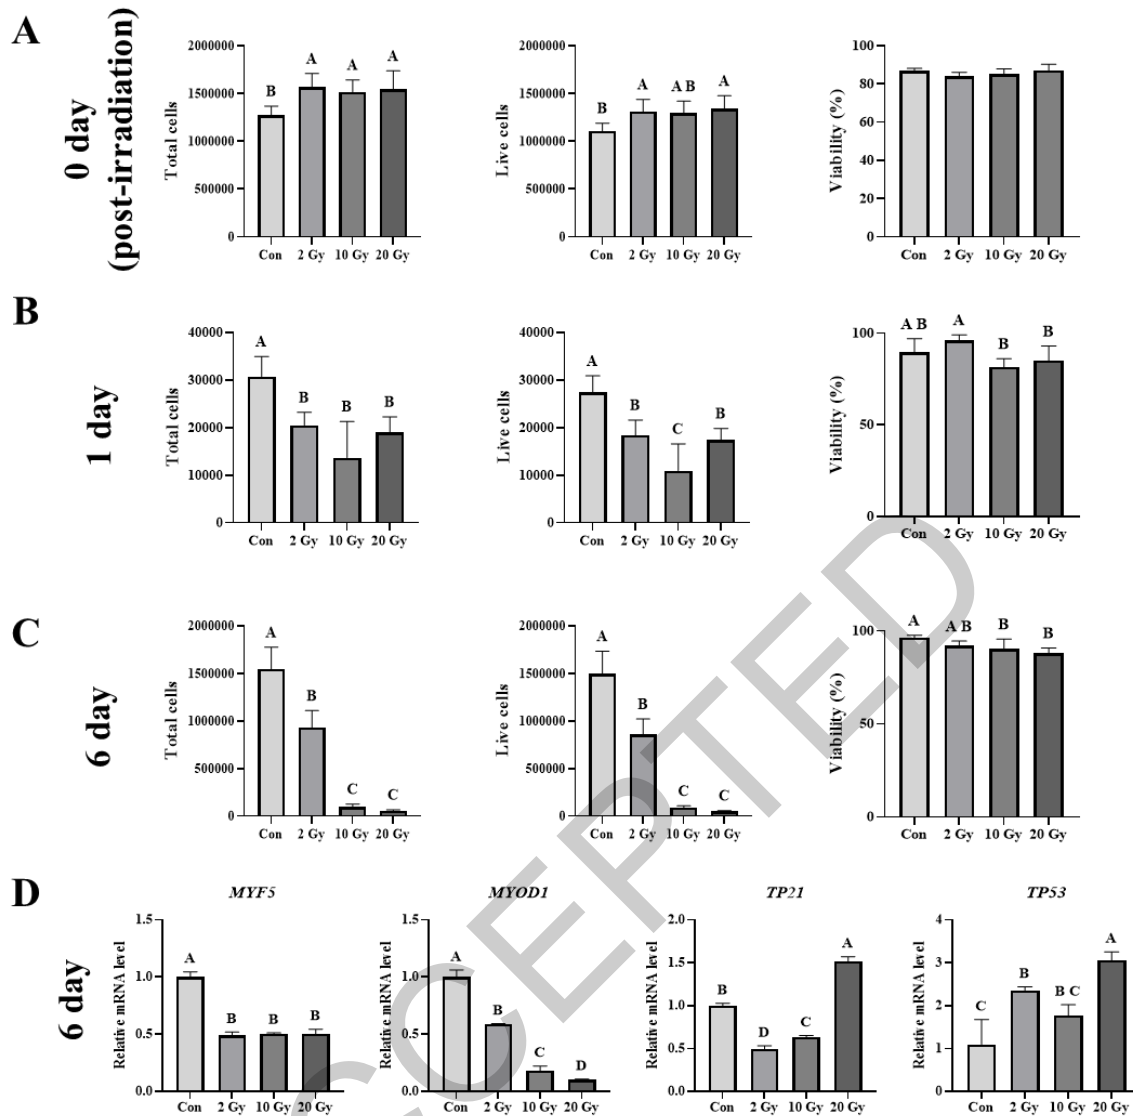 A
0 day
(post-irradiation)
Total cells
2000000
1500000
1000000
500000
0
B
A
A
A
Con 2 Gy 10 Gy 20 Gy
Live cells
2000000
1500000
1000000
500000
0
B
A
A B
A
Con 2 Gy 10 Gy 20 Gy
Viability (%)
100
80
60
40
20
0
Con 2 Gy 10 Gy 20 Gy
B
1 day
Total cells
40000
30000
20000
10000
0
A
B
B
B
Con 2 Gy 10 Gy 20 Gy
Live cells
40000
30000
20000
10000
0
A
B
C
B
Con 2 Gy 10 Gy 20 Gy
Viability (%)
100
50
0
A B
A
B
B
Con 2 Gy 10 Gy 20 Gy
C
6 day
Total cells
2000000
1500000
1000000
500000
0
A
B
C
C
Con 2 Gy 10 Gy 20 Gy
Live cells
2000000
1500000
1000000
500000
0
A
B
C
C
Con 2 Gy 10 Gy 20 Gy
Viability (%)
100
50
0
A
A B
B
B
Con 2 Gy 10 Gy 20 Gy
D
6 day
MYF5
Relative mRNA level
1.5
1.0
0.5
0.0
A
B
B
B
Con 2 Gy 10 Gy 20 Gy
MYOD1
Relative mRNA level
1.5
1.0
0.5
0.0
A
B
C
D
Con 2 Gy 10 Gy 20 Gy
TP21
Relative mRNA level
2.0
1.5
1.0
0.5
0.0
B
D
C
A
Con 2 Gy 10 Gy 20 Gy
TP53
Relative mRNA level
4
3
2
1
0
C
B
B C
A
Con 2 Gy 10 Gy 20 Gy
CCEPTED